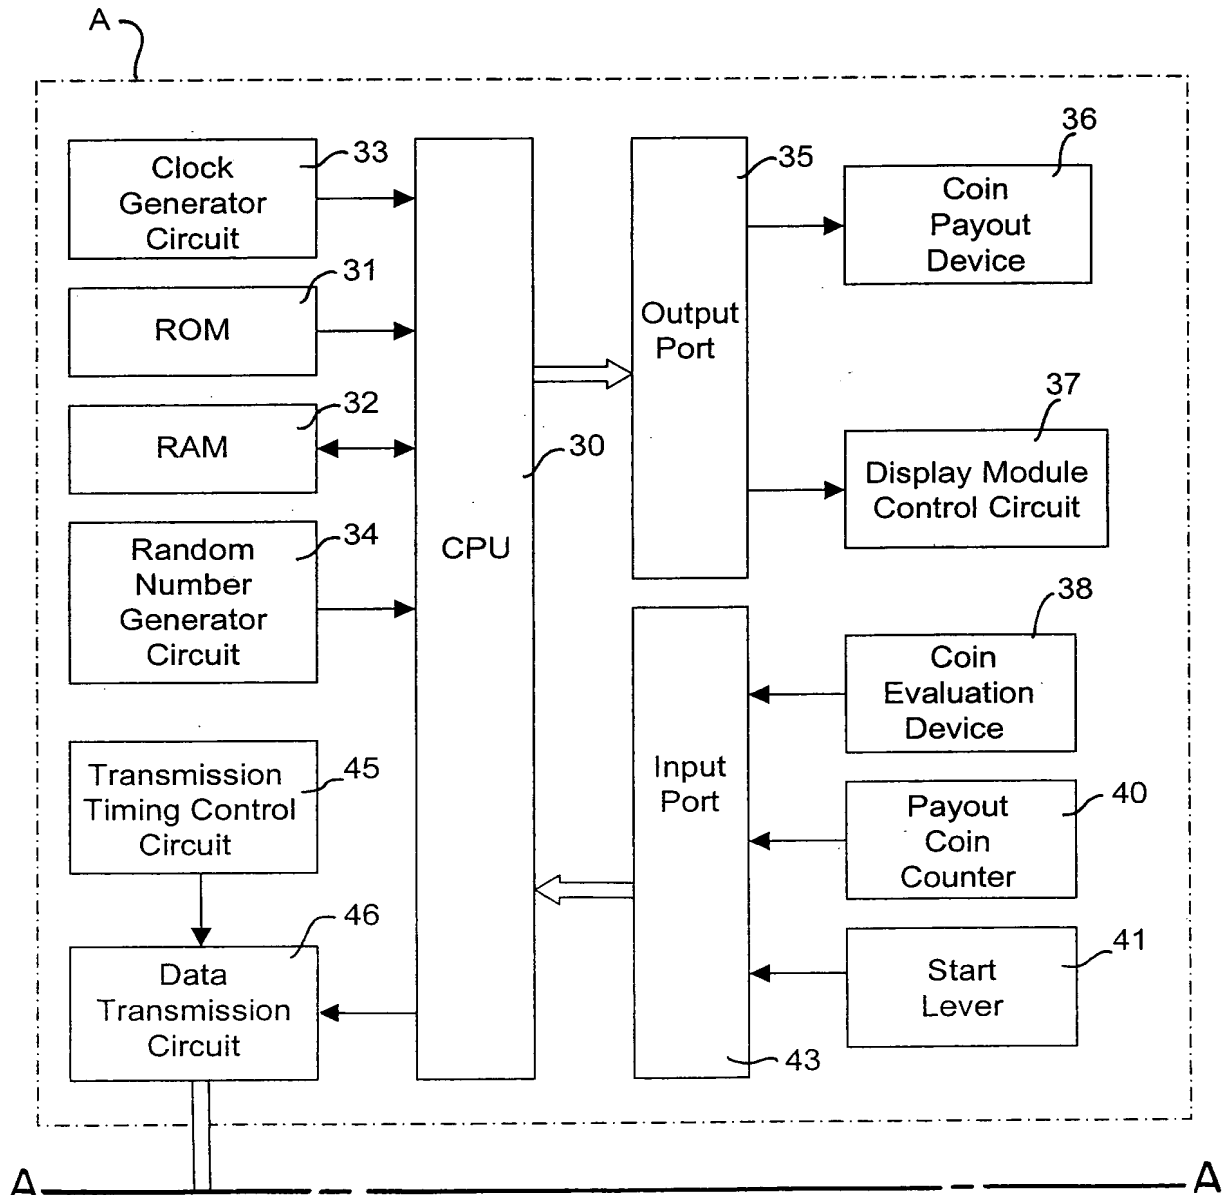 A
33
Clock
Generator
Circuit
31
ROM
32
RAM
34
Random
Number
Generator
Circuit
45
Transmission
Timing Control
Circuit
46
Data
Transmission
Circuit
30
CPU
35
Output
Port
Input
Port
43
36
Coin
Payout
Device
37
Display Module
Control Circuit
38
Coin
Evaluation
Device
40
Payout
Coin
Counter
41
Start
Lever
A
A